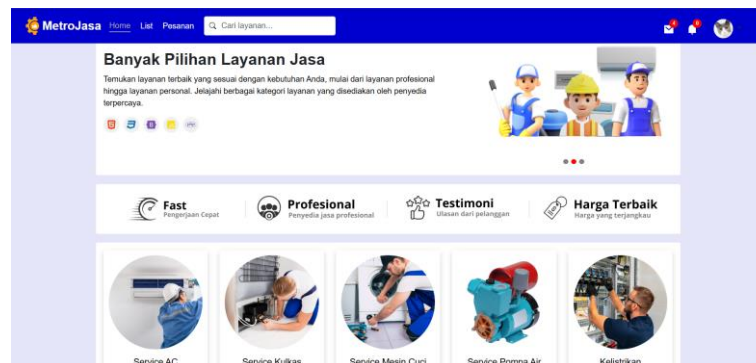 MetroJasa Home List Pesanan Cari layanan...
Banyak Pilihan Layanan Jasa
Temukan layanan terbaik yang sesuai dengan kebutuhan Anda, mulai dari layanan profesional
hingga layanan personal. Jelajahi berbagai kategori layanan yang disediakan oleh penyedia
terpercaya.
Fast
Pengerjaan Cepat
Profesional
Penyedia jasa profesional
Testimoni
Ulasan dari pelanggan
Harga Terbaik
Harga yang terjangkau
Service AC
Service Kulkas
Service Mesin Cuci
Service Pompa Air
Kelistrikan